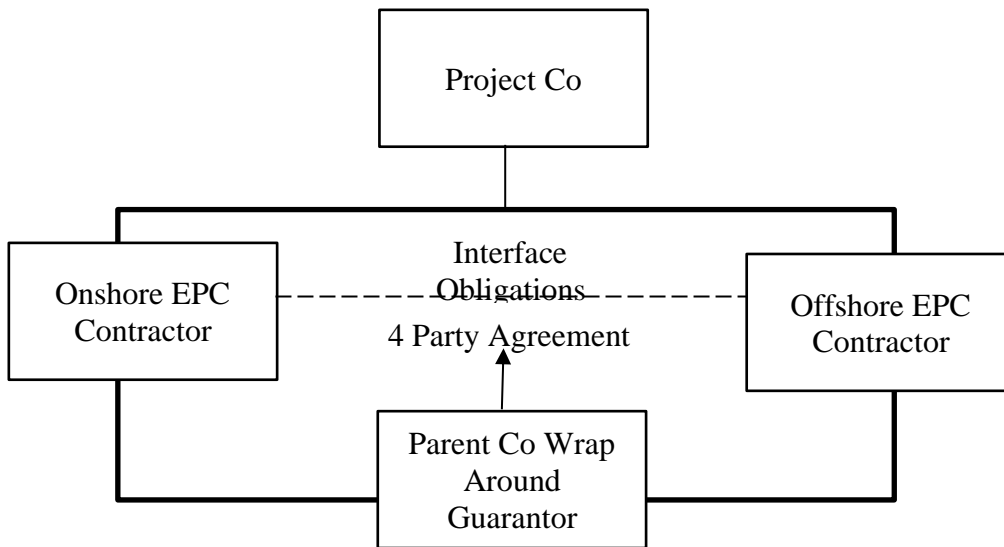 Project Co
Interface
Obligations
Onshore EPC
Contractor
Offshore EPC
Contractor
4 Party Agreement
Parent Co Wrap
Around
Guarantor